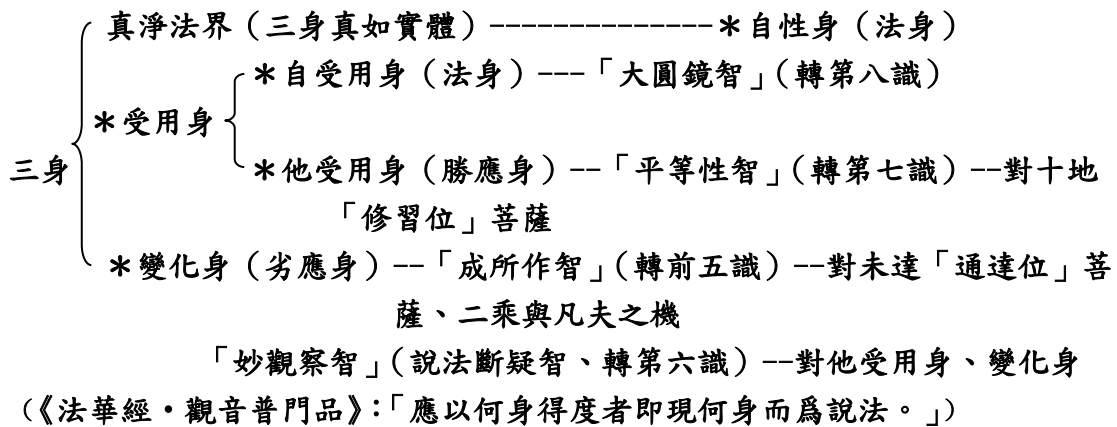 真淨法界（三身真如實體）--------------＊自性身（法身）
＊自受用身（法身）---「大圓鏡智」（轉第八識）
＊受用身
三身
＊他受用身（勝應身）--「平等性智」（轉第七識）--對十地
「修習位」菩薩
＊變化身（劣應身）--「成所作智」（轉前五識）--對未達「通達位」菩
薩、二乘與凡夫之機
「妙觀察智」（說法斷疑智、轉第六識）--對他受用身、變化身
（《法華經•觀音普門品》：「應以何身得度者即現何身而爲說法。」）